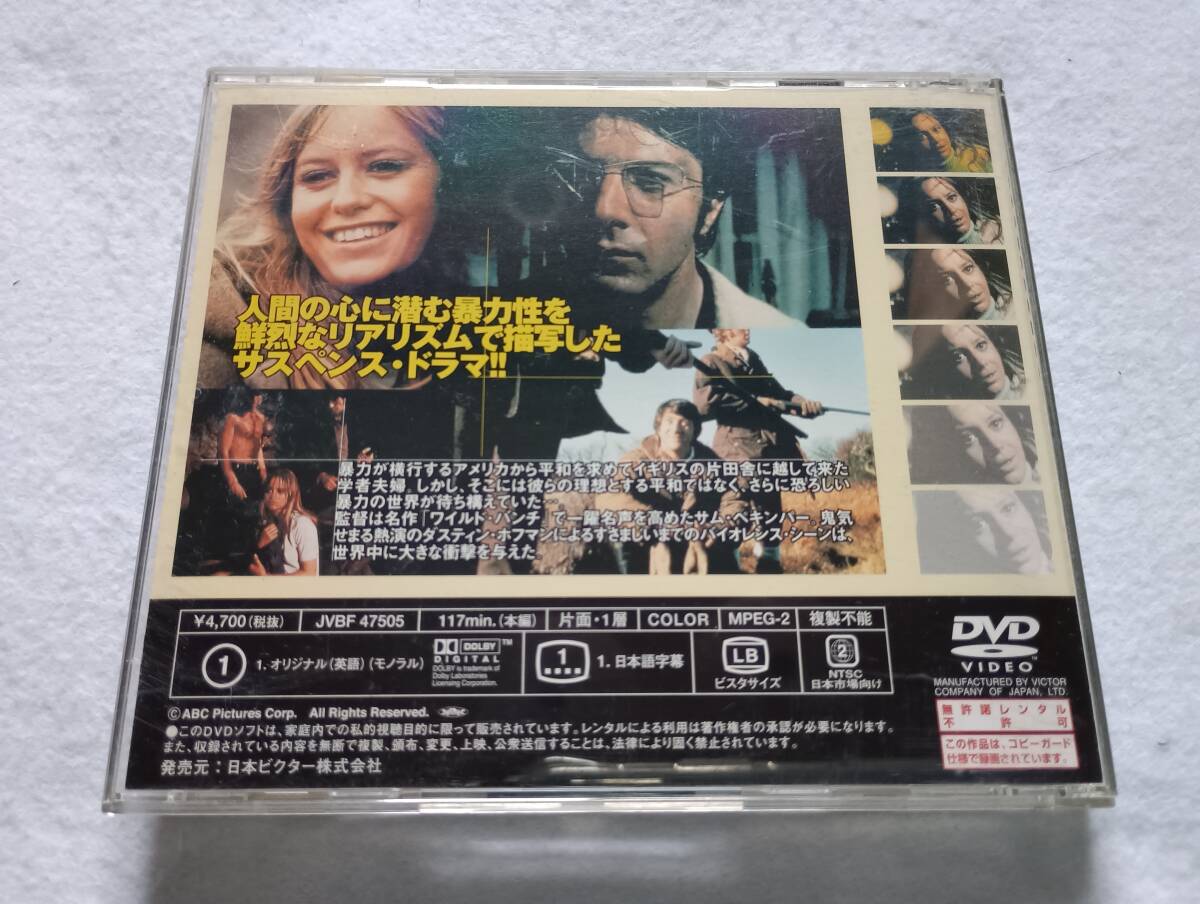 人間の心に潜む暴力性を
鮮烈なリアリズムで描写した
サスペンス・ドラマ!!
暴力が横行するアメリカから平和を求めてイギリスの片田舎に越して来た
学者夫婦。しかし、そこには彼らの理想とする平和ではなく、さらに恐ろしい
暴力の世界が待ち構えていた…
監督は名作「ワイルド・バンチ」で一躍名声を高めたサム・ペキンパー。鬼気
せまる熱演のダスティン・ホフマンによるすさまじいまでのバイオレンス・シーンは、
世界中に大きな衝撃を与えた。
¥4,700(税抜) JVBF 47505 117min.(本編) 片面・1層 COLOR MPEG-2 複製不能
1 1. オリジナル(英語)(モノラル)
DOLBY DIGITAL TM
DOLBY is trademark of
Dolby Laboratories
Licensing Corporation.
1 1. 日本語字幕
LB
ビスタサイズ
2
NTSC
日本市場向け
DVD
VIDEO TM
MANUFACTURED BY VICTOR
COMPANY OF JAPAN, LTD.
©ABC Pictures Corp. All Rights Reserved.
●このDVDソフトは、家庭内での私的視聴目的に限って販売されています。レンタルによる利用は著作権者の承認が必要になります。
また、収録されている内容を無断で複製、頒布、変更、上映、公衆送信することは、法律により固く禁止されています。
発売元:日本ビクター株式会社
無許諾レンタル
不許可
この作品は、コピーガード
仕様で録画されています。